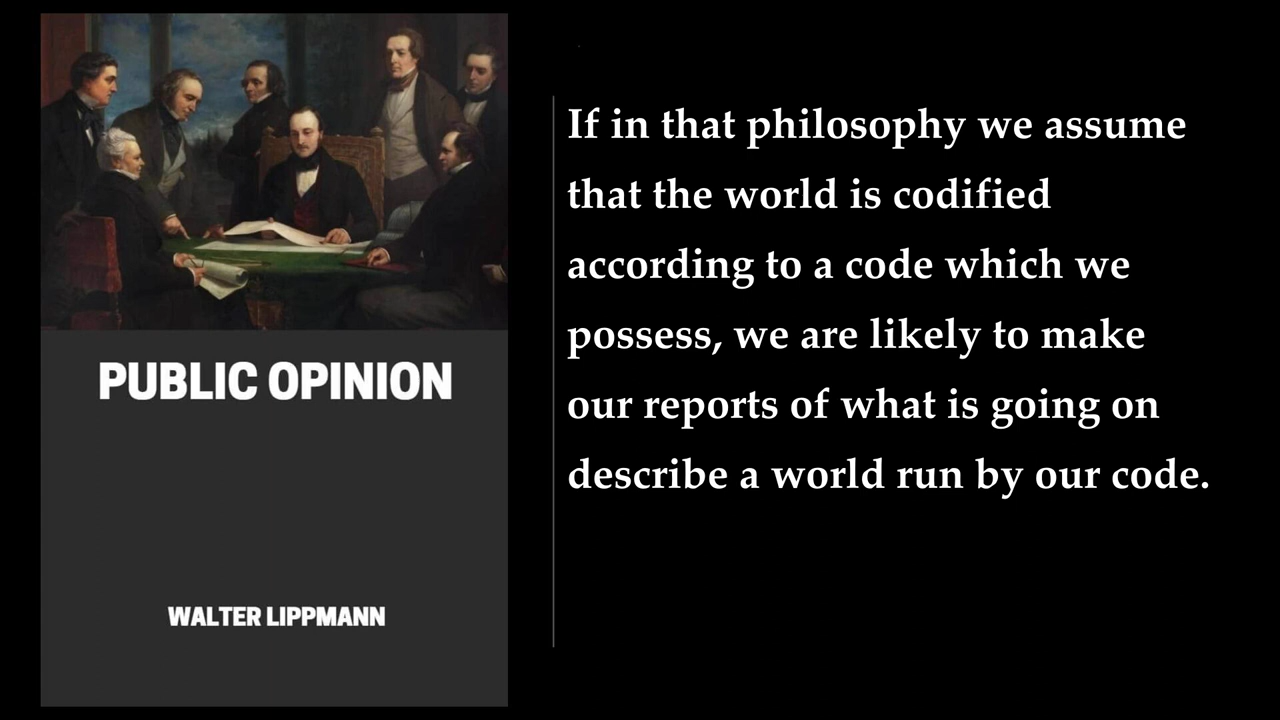 PUBLIC OPINION
WALTER LIPPMANN
If in that philosophy we assume
that the world is codified
according to a code which we
possess, we are likely to make
our reports of what is going on
describe a world run by our code.